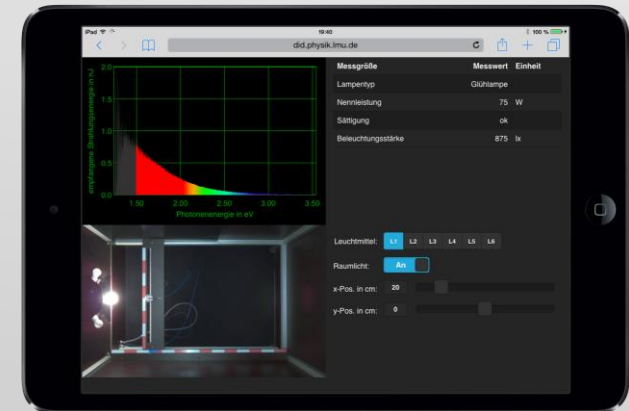 iPad
19:40
100 %
did.physik.lmu.de
empfangene Strahlungsenergie in nJ
2.0
1.5
1.0
0.5
0.0
1.50 2.00 2.50 3.00 3.50
Photonenenergie in eV
Messgröße Messwert Einheit
Lampentyp Glühlampe
Nennleistung 75 W
Sättigung ok
Beleuchtungsstärke 875 lx
Leuchtmittel: L1 L2 L3 L4 L5 L6
Raumlicht: An
x-Pos. in cm: 20
y-Pos. in cm: 0